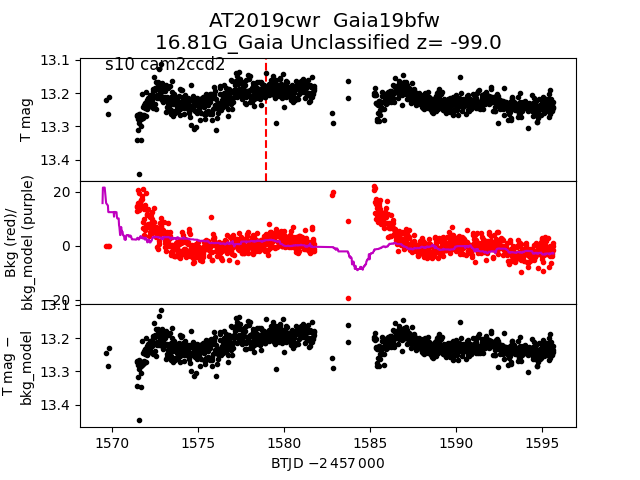 AT2019cwr  Gaia19bfw
16.81G_Gaia Unclassified z= -99.0
s10 cam2ccd2
13.1
13.2
13.3
13.4
T mag
20
0
−20
Bkg (red)/
bkg_model (purple)
13.1
13.2
13.3
13.4
T mag −
bkg_model
1570 1575 1580 1585 1590 1595
BTJD −2 457 000